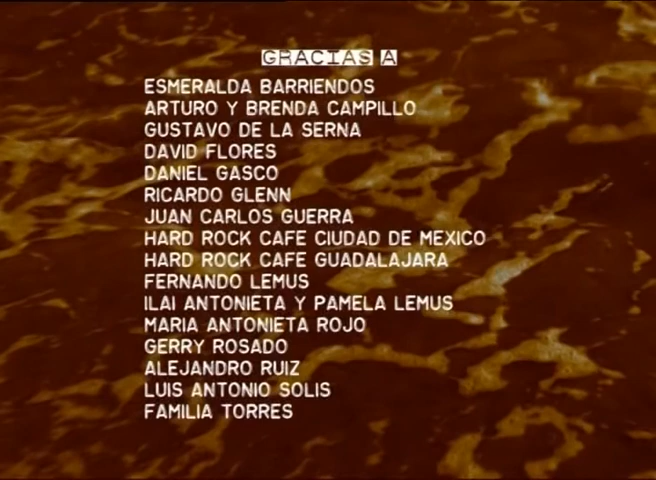 GRACIAS A
ESMERALDA BARRIENDOS
ARTURO Y BRENDA CAMPILLO
GUSTAVO DE LA SERNA
DAVID FLORES
DANIEL GASCO
RICARDO GLENN
JUAN CARLOS GUERRA
HARD ROCK CAFE CIUDAD DE MEXICO
HARD ROCK CAFE GUADALAJARA
FERNANDO LEMUS
ILAI ANTONIETA Y PAMELA LEMUS
MARIA ANTONIETA ROJO
GERRY ROSADO
ALEJANDRO RUIZ
LUIS ANTONIO SOLIS
FAMILIA TORRES